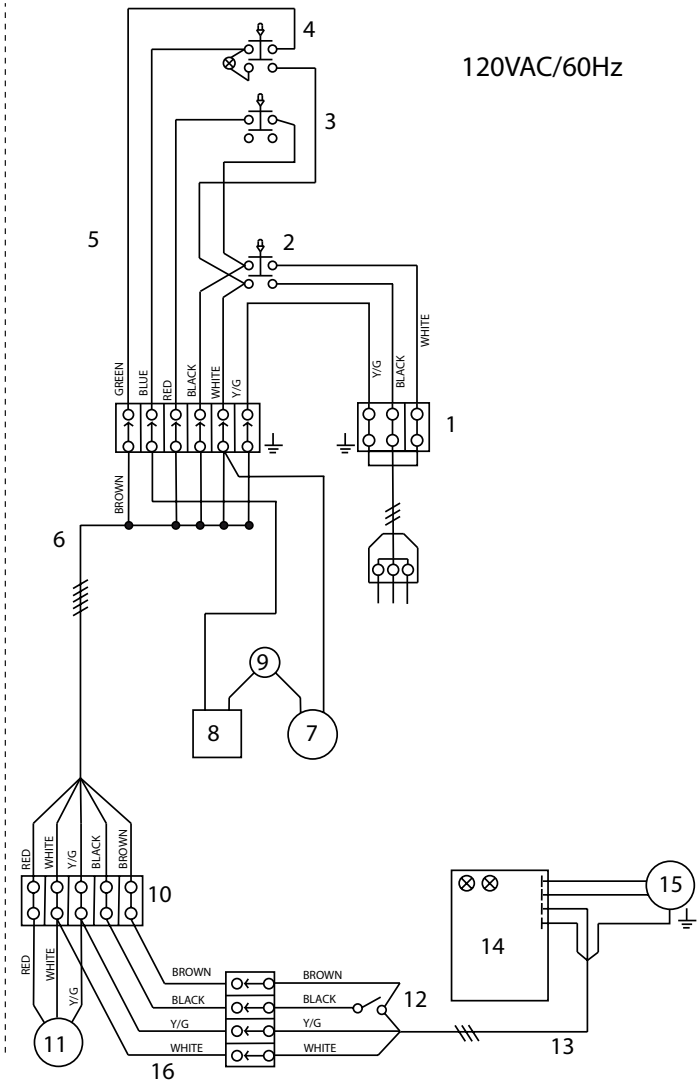 4
120VAC/60Hz
3
5
2
GREEN
BLUE
RED
BLACK
WHITE
Y/G
Y/G
BLACK
WHITE
1
BROWN
6
9
8
7
RED
WHITE
Y/G
BLACK
BROWN
10
15
14
RED
WHITE
Y/G
BROWN
BROWN
12
BLACK
BLACK
Y/G
Y/G
11
WHITE
WHITE
13
16